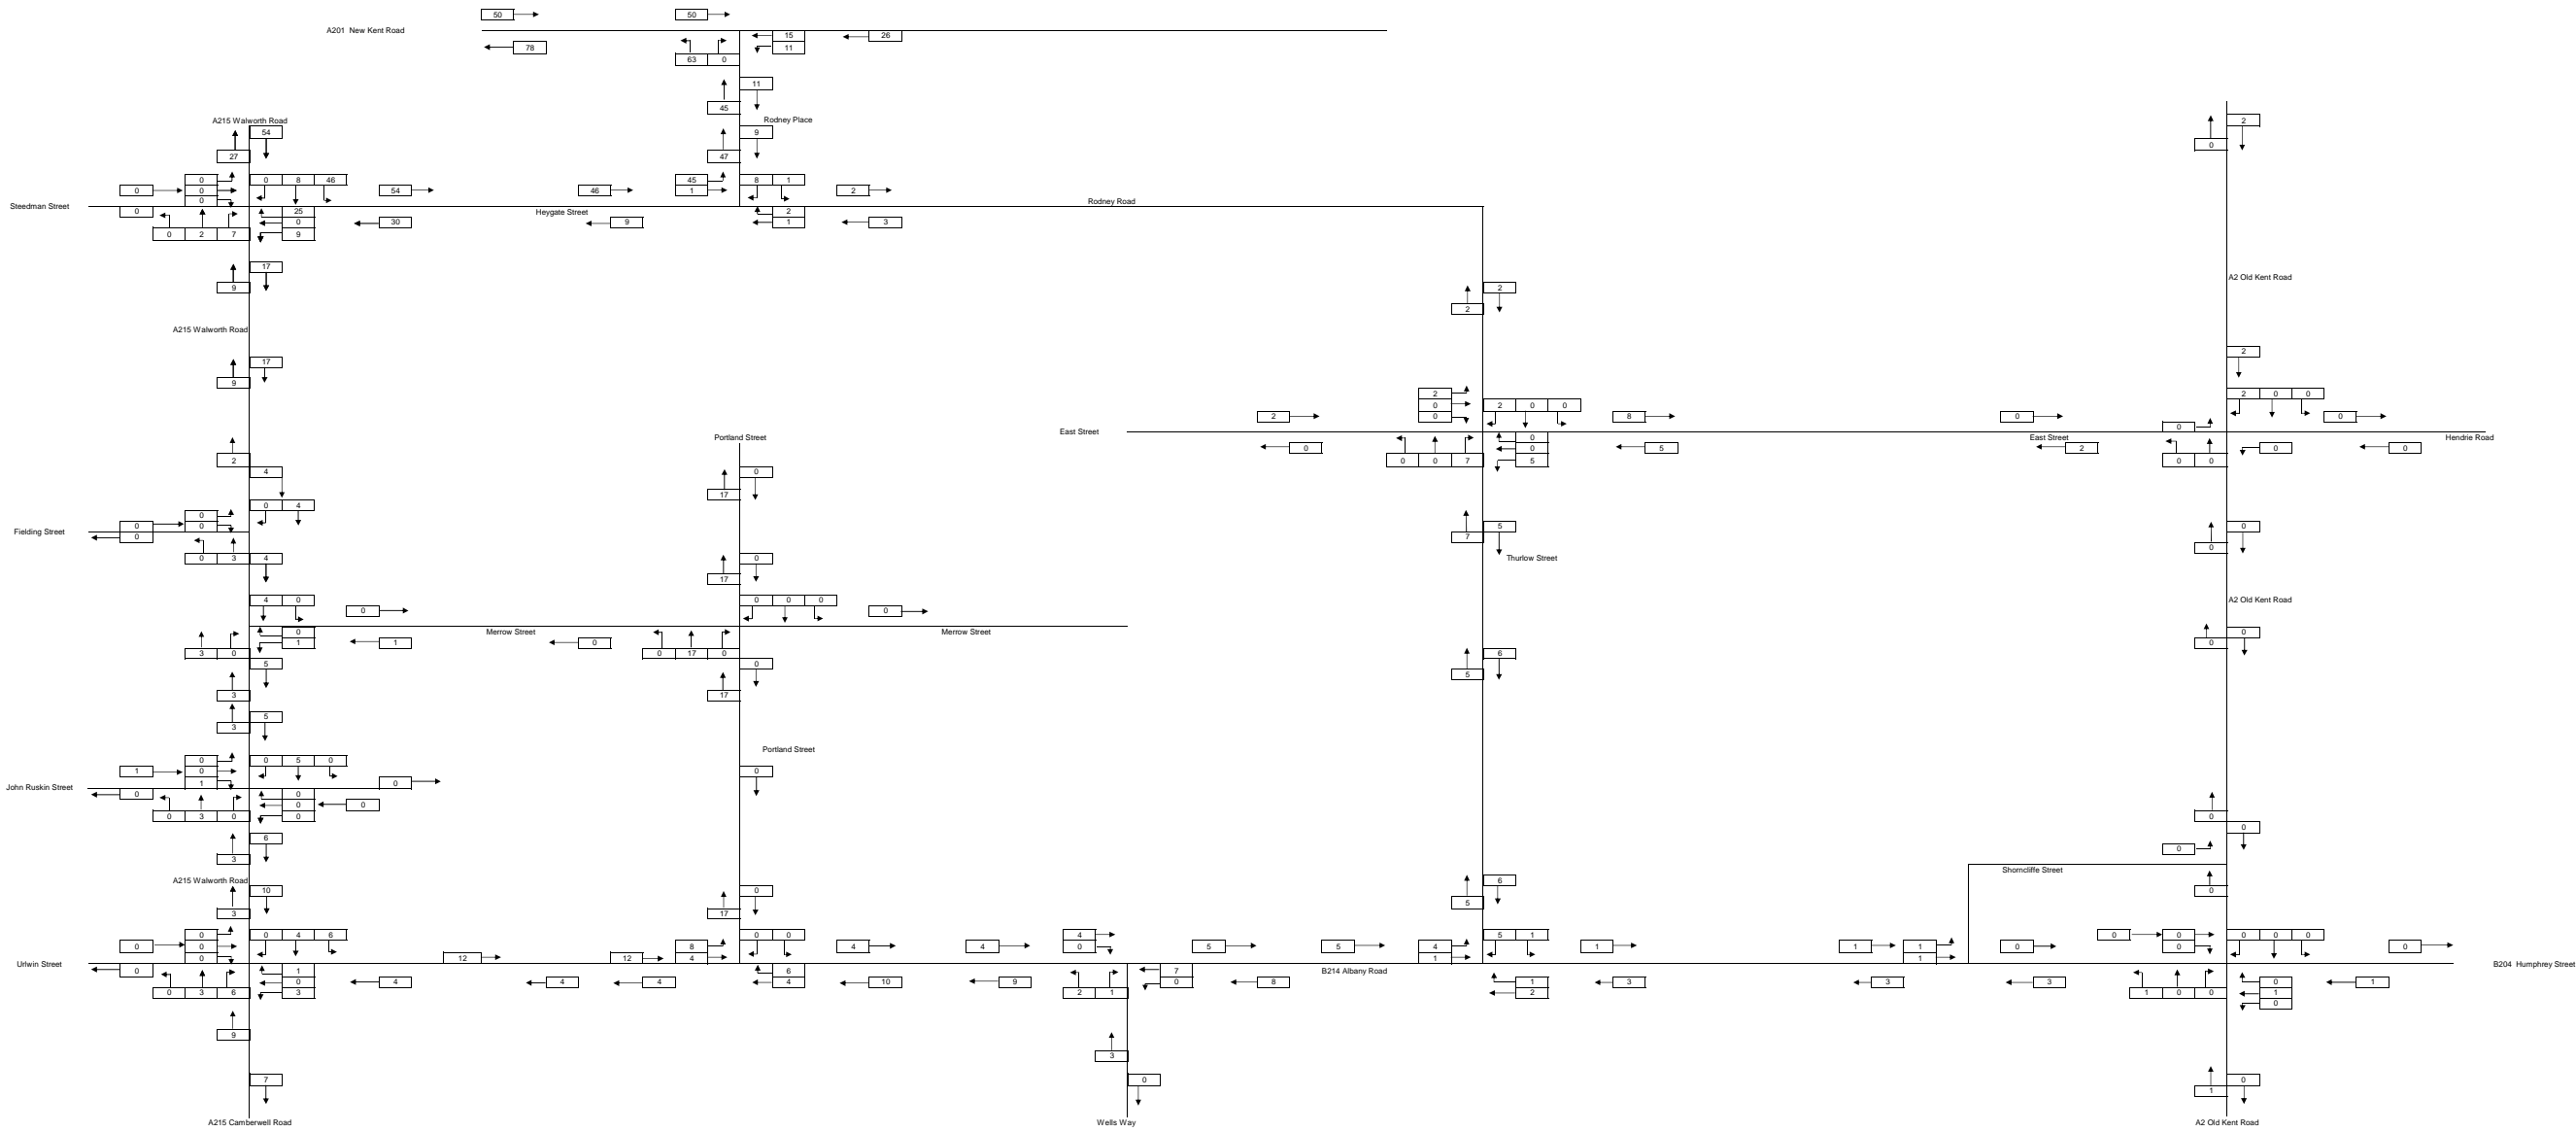 50 50
A201 New Kent Road
15 26
78 11
63 0
11
45
A215 Walworth Road Rodney Place
54 9 2
27 47 0
0 0 8 46 45 8 1
0 0 54 46 1 2
0
Steedman Street Rodney Road
0 25 Heygate Street 2
0 30 9 1 3
0 2 7 9
17
9 A2 Old Kent Road
2
2
A215 Walworth Road
2
17
9
2 2 0 0 2 0 0
0
2 0 8 0 0
0
East Street
Portland Street 0 East Street Hendrie Road
0 0 5 2 0 0
2 0 0 7 5 0 0
4 0
17
0 0 4
0 0
Fielding Street
0 5 0
0 7 0
0 3 4 0 Thurlow Street
17
4 0 0 0 0 A2 Old Kent Road
0 0
0 Merrow Street Merrow Street 0
1 1 0 0
3 0 0 17 0 6
5 0 5
3 17
5
3
Portland Street
0 0 5 0
1 0 0
1 0
John Ruskin Street
0 0
0 0
0 3 0 0 0
6 0
3 0
Shorncliffe Street
A215 Walworth Road 6
10 0 0
3 17 5
0 0 4 6 8 0 0 4 5 1 0 0 0 0
0 0 12 12 4 4 4 0 5 5 4 1 1 1 0 0 0
0 1 1
Urlwin Street B214 Albany Road B204 Humphrey Street
0 1 6 7 1 0
0 4 4 4 4 10 9 0 8 2 3 3 3 1 1
0 3 6 3 2 1 1 0 0 0
9
3
7 0 0
1
A215 Camberwell Road Wells Way A2 Old Kent Road